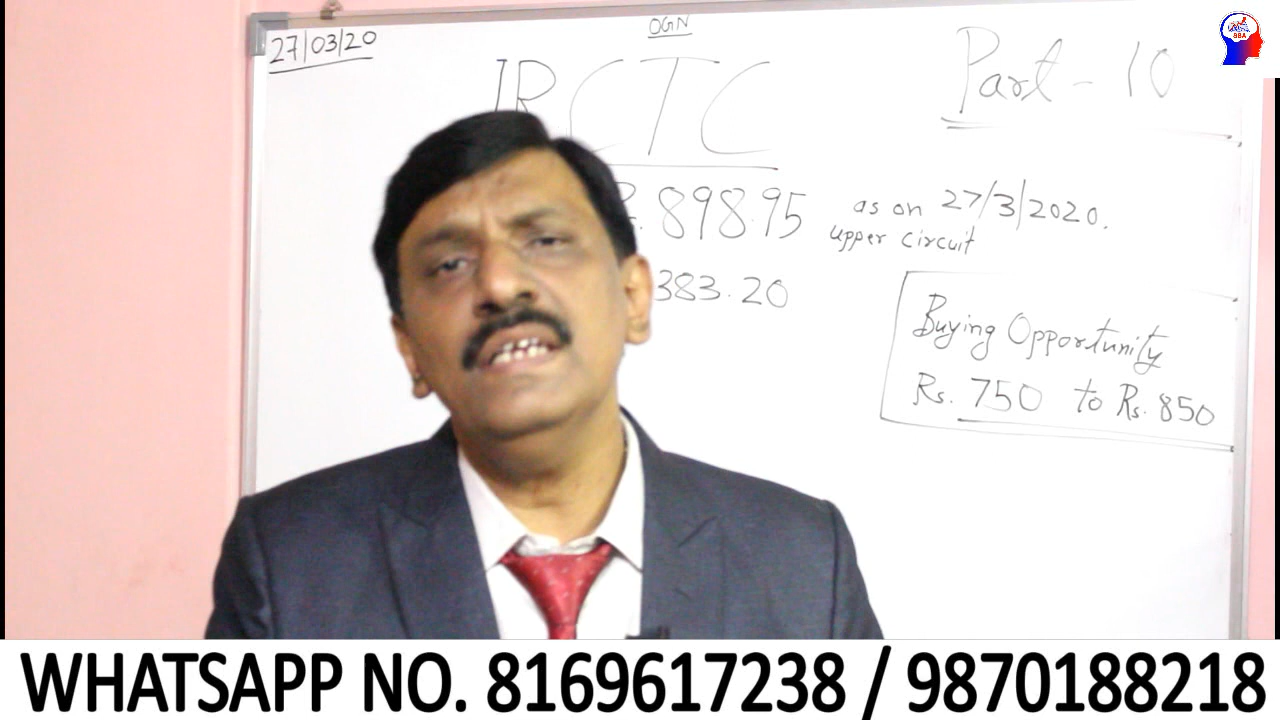 27/03/20
OGN
IRCTC
Part - 10
898.95 as on 27/3/2020.
upper circuit
383.20
Buying Opportunity
Rs. 750 to Rs. 850
SBA
WHATSAPP NO. 8169617238 / 9870188218